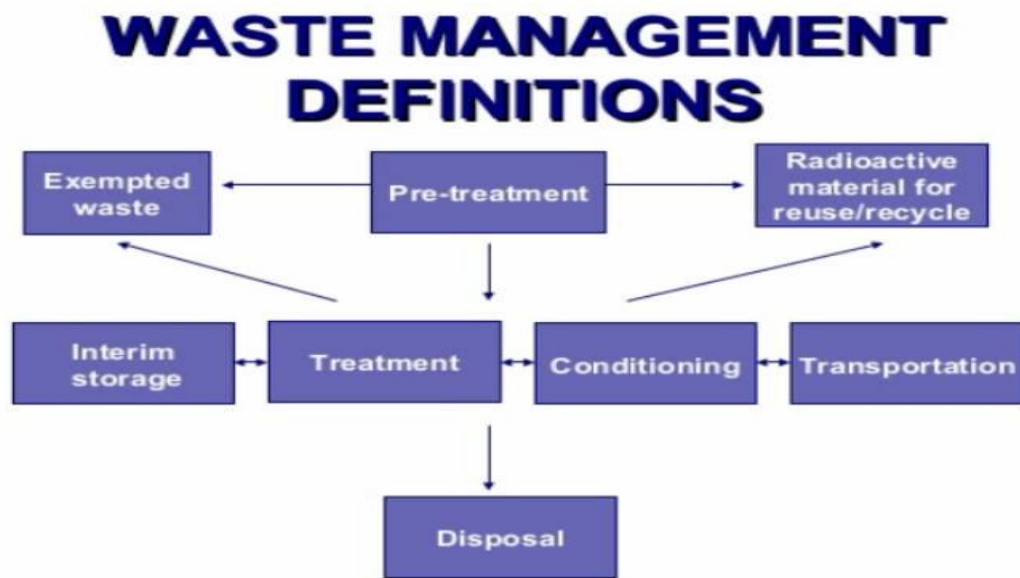 WASTE MANAGEMENT
DEFINITIONS
Exempted
waste
Pre-treatment
Radioactive
material for
reuse/recycle
Interim
storage
Treatment
Conditioning
Transportation
Disposal